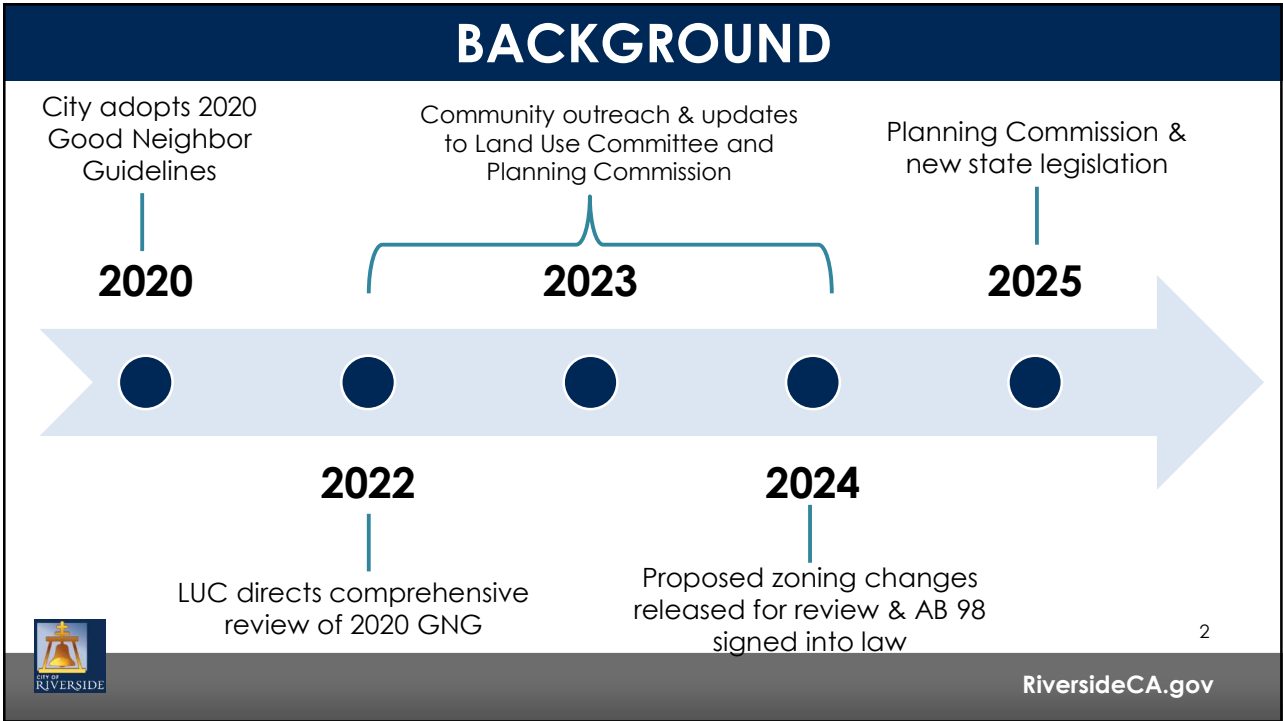 BACKGROUND
City adopts 2020
Good Neighbor
Guidelines
Community outreach & updates
to Land Use Committee and
Planning Commission
Planning Commission &
new state legislation
2020
2023
2025
2022
2024
LUC directs comprehensive
review of 2020 GNG
Proposed zoning changes
released for review & AB 98
signed into law
2
CITY OF
RIVERSIDE
RiversideCA.gov